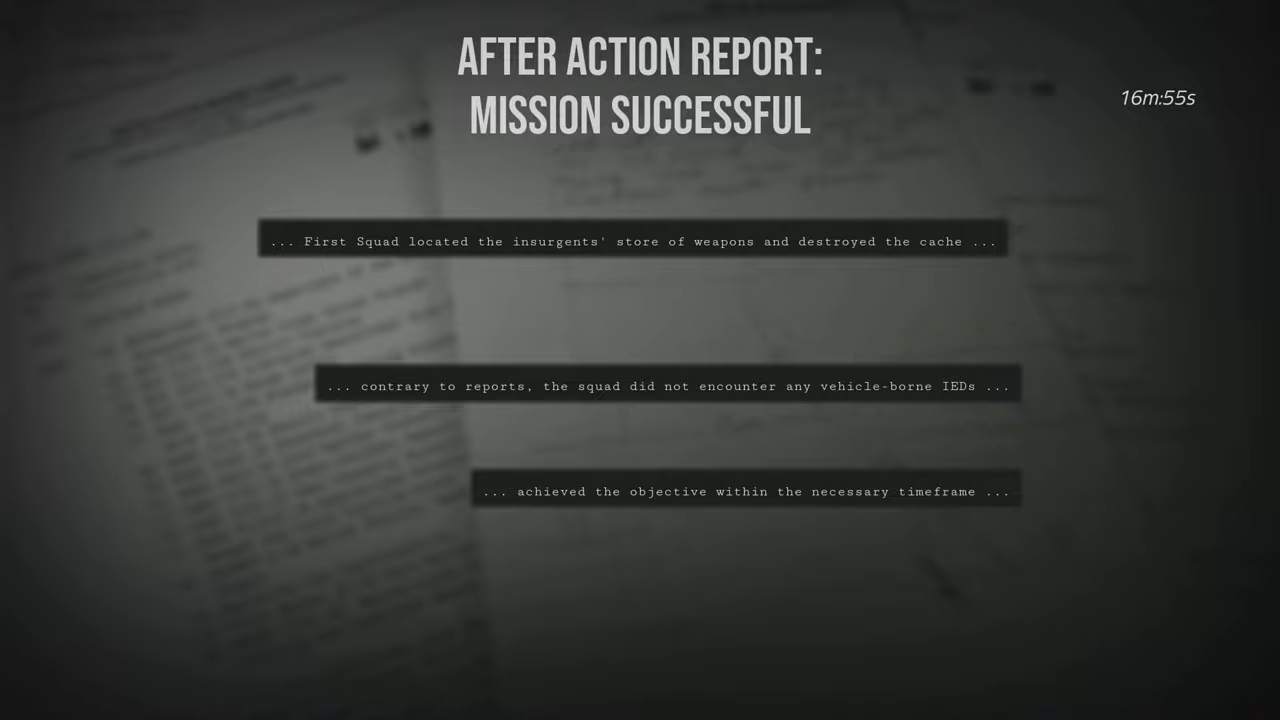 AFTER ACTION REPORT:
MISSION SUCCESSFUL
16m:55s
... First Squad located the insurgents' store of weapons and destroyed the cache ...
... contrary to reports, the squad did not encounter any vehicle-borne IEDs ...
... achieved the objective within the necessary timeframe ...